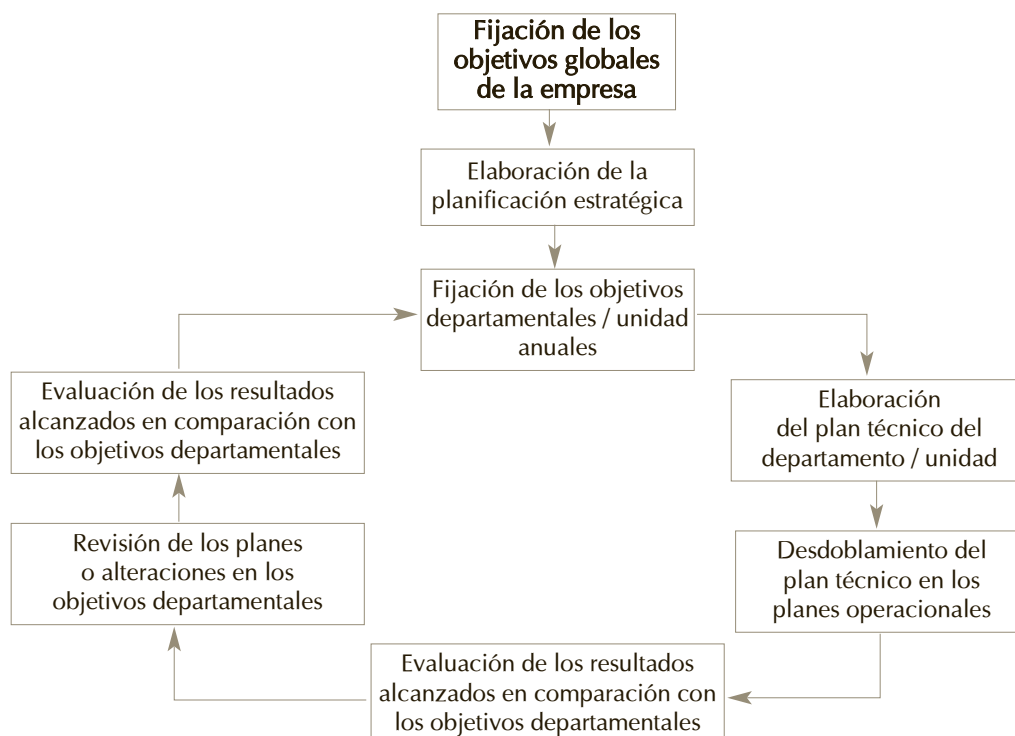 Fijación de los
objetivos globales
de la empresa
Elaboración de la
planificación estratégica
Fijación de los objetivos
departamentales / unidad
anuales
Elaboración
del plan técnico del
departamento / unidad
Desdoblamiento del
plan técnico en los
planes operacionales
Evaluación de los resultados
alcanzados en comparación con
los objetivos departamentales
Revisión de los planes
o alteraciones en los
objetivos departamentales
Evaluación de los resultados
alcanzados en comparación con
los objetivos departamentales